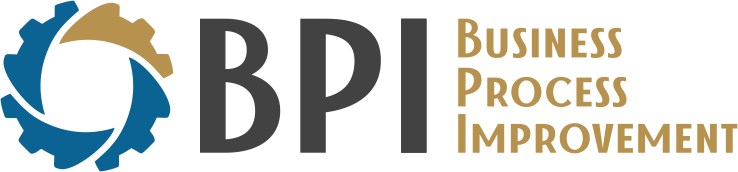 BPI
Business
Process
Improvement